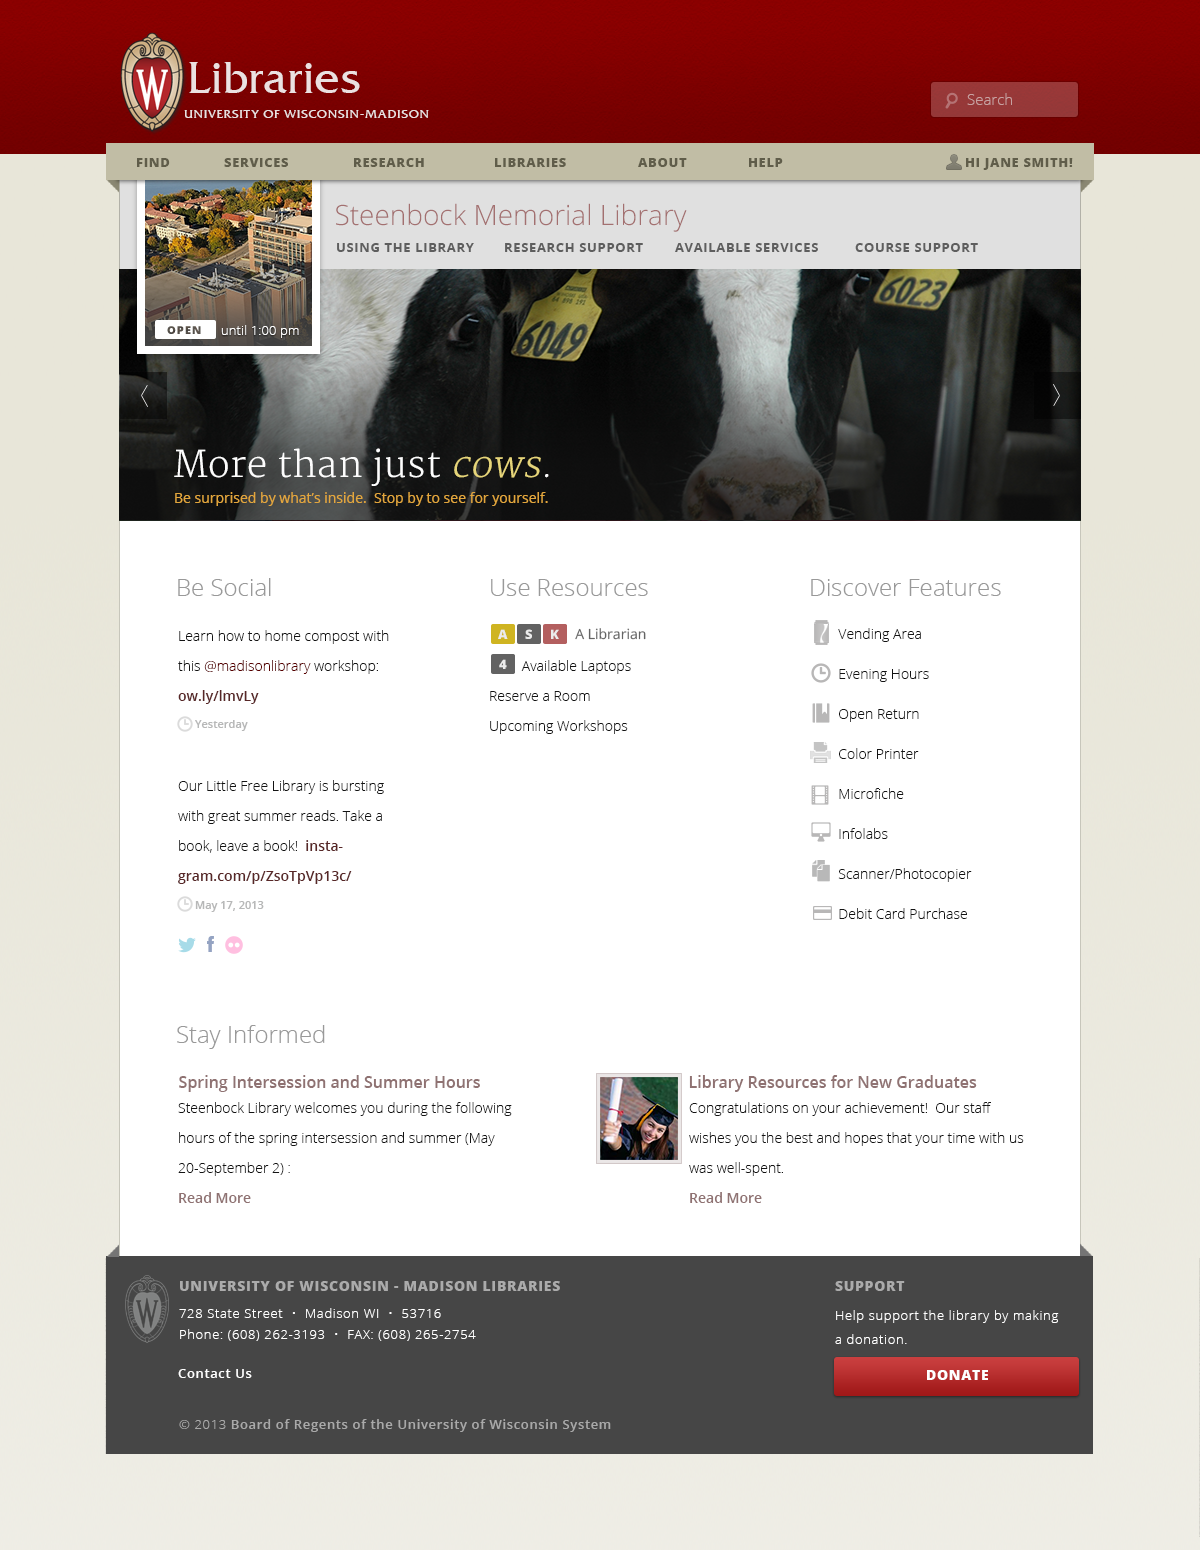 W
Libraries
UNIVERSITY OF WISCONSIN-MADISON
Search
FIND SERVICES RESEARCH LIBRARIES ABOUT HELP HI JANE SMITH!
Steenbock Memorial Library
USING THE LIBRARY RESEARCH SUPPORT AVAILABLE SERVICES COURSE SUPPORT
OPEN until 1:00 pm
6049
6023
More than just cows.
Be surprised by what's inside. Stop by to see for yourself.
Be Social
Learn how to home compost with
this @madisonlibrary workshop:
ow.ly/lmvLy
Yesterday
Our Little Free Library is bursting
with great summer reads. Take a
book, leave a book! insta-
gram.com/p/ZsoTpVp13c/
May 17, 2013
Use Resources
A S K A Librarian
4 Available Laptops
Reserve a Room
Upcoming Workshops
Discover Features
Vending Area
Evening Hours
Open Return
Color Printer
Microfiche
Infolabs
Scanner/Photocopier
Debit Card Purchase
Stay Informed
Spring Intersession and Summer Hours
Steenbock Library welcomes you during the following
hours of the spring intersession and summer (May
20-September 2) :
Read More
Library Resources for New Graduates
Congratulations on your achievement! Our staff
wishes you the best and hopes that your time with us
was well-spent.
Read More
W
UNIVERSITY OF WISCONSIN - MADISON LIBRARIES
728 State Street · Madison WI · 53716
Phone: (608) 262-3193 · FAX: (608) 265-2754
Contact Us
© 2013 Board of Regents of the University of Wisconsin System
SUPPORT
Help support the library by making
a donation.
DONATE